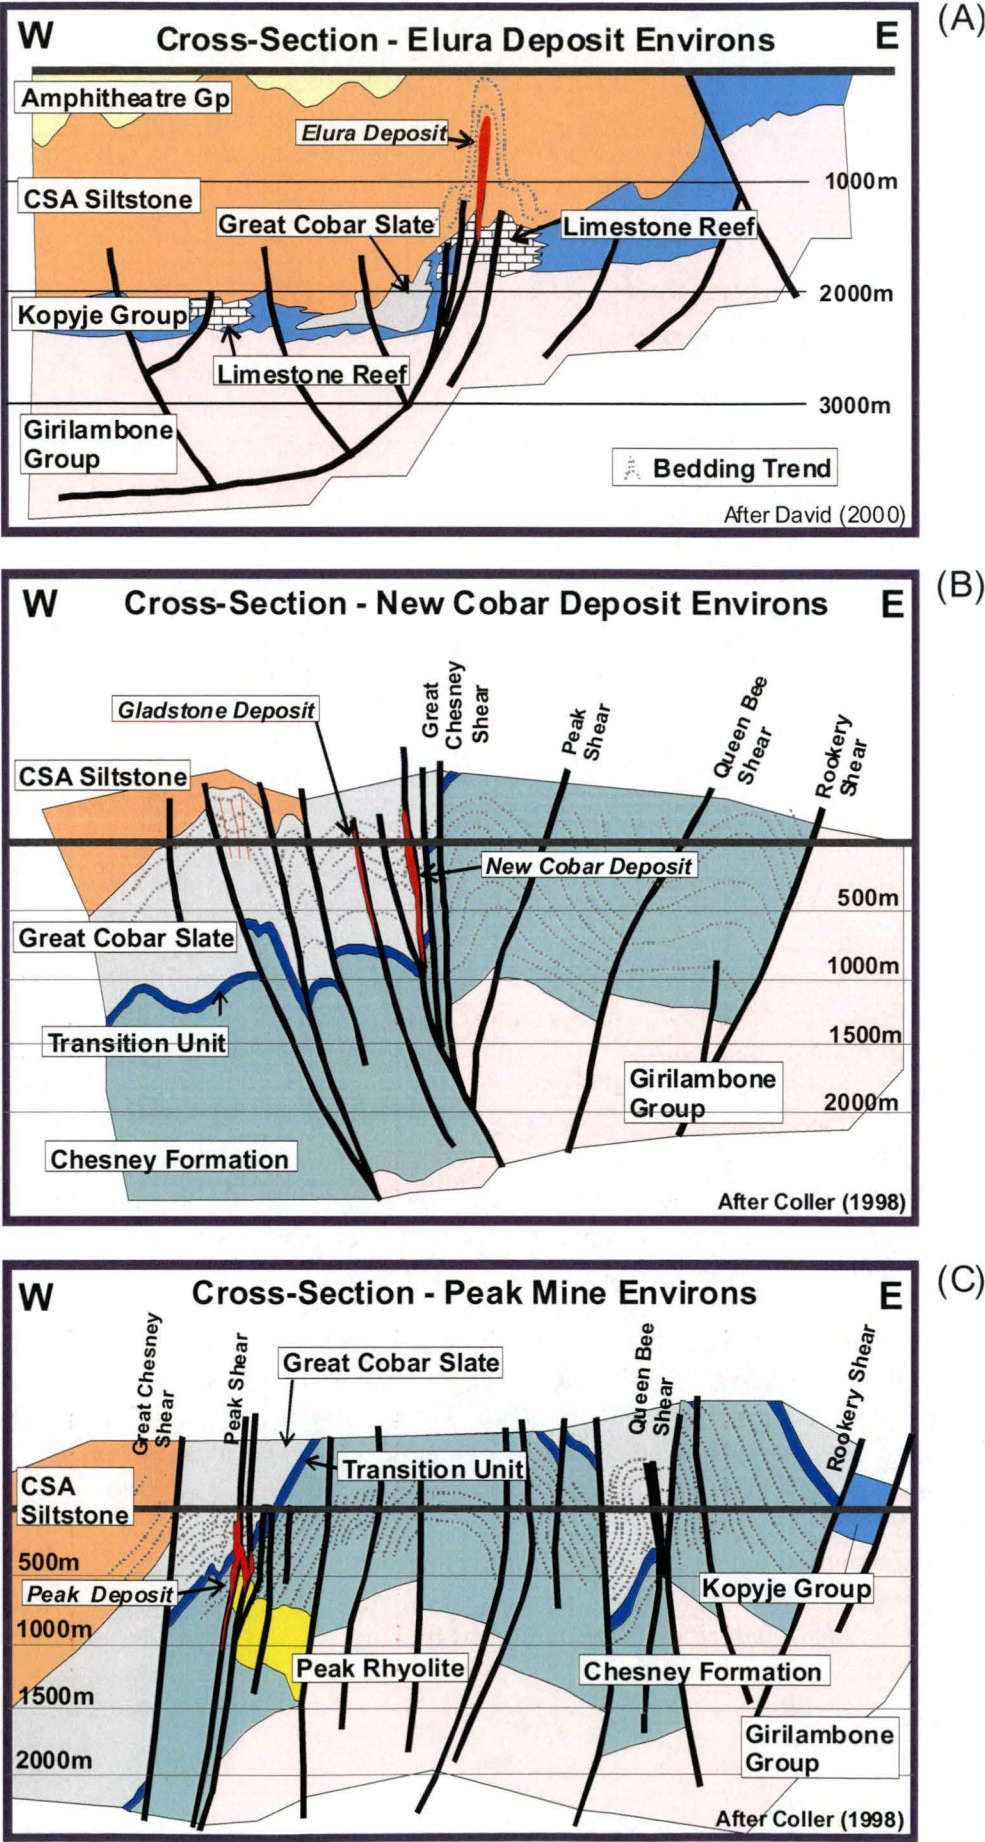 (A)
W Cross-Section - Elura Deposit Environs E
Amphitheatre Gp
Elura Deposit
1000m
CSA Siltstone
Great Cobar Slate
Limestone Reef
2000m
Kopyje Group
Limestone Reef
3000m
Girilambone
Group
Bedding Trend
After David (2000)
(B)
W Cross-Section - New Cobar Deposit Environs E
Gladstone Deposit
Great
Chesney
Shear
Peak
Shear
Queen Bee
Shear
Rookery
Shear
CSA Siltstone
New Cobar Deposit
500m
Great Cobar Slate
1000m
Transition Unit
1500m
Girilambone
Group
2000m
Chesney Formation
After Coller (1998)
(C)
W Cross-Section - Peak Mine Environs E
Great Chesney
Shear
Peak Shear
Great Cobar Slate
Queen Bee
Shear
Rookery Shear
Transition Unit
CSA
Siltstone
500m
Peak Deposit
Kopyje Group
1000m
Peak Rhyolite
Chesney Formation
1500m
Girilambone
Group
2000m
After Coller (1998)